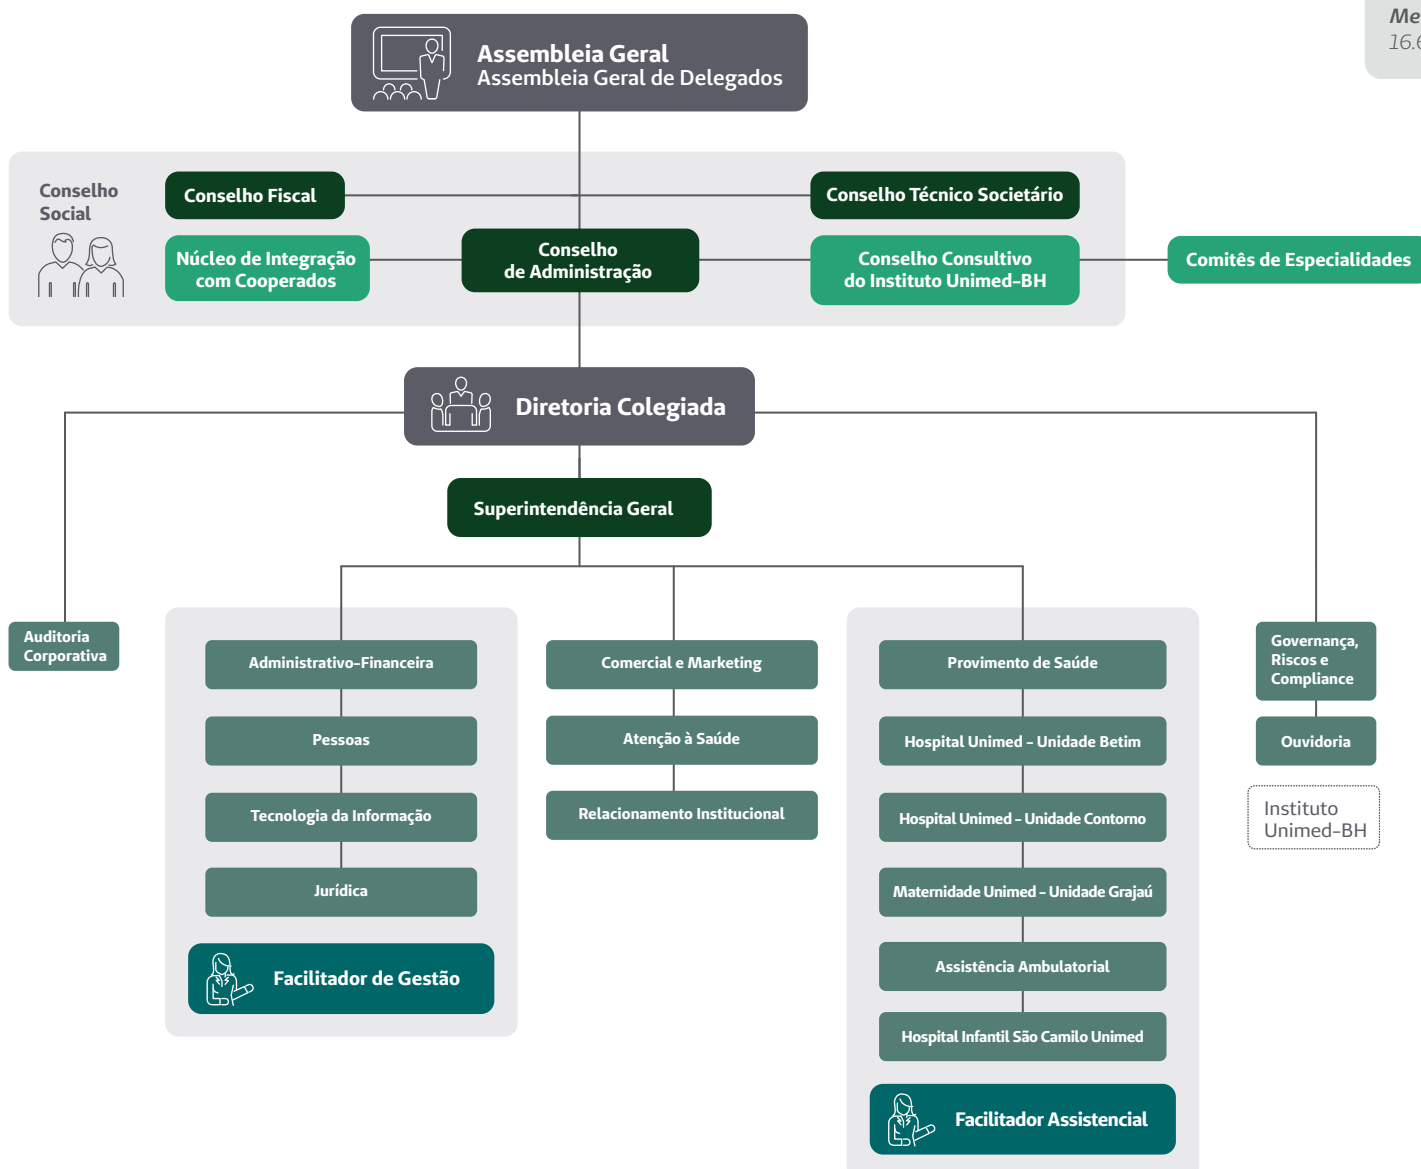 Assembleia Geral
Assembleia Geral de Delegados
Conselho
Social
Conselho Fiscal
Conselho Técnico Societário
Núcleo de Integração
com Cooperados
Conselho
de Administração
Conselho Consultivo
do Instituto Unimed-BH
Comitês de Especialidades
Diretoria Colegiada
Superintendência Geral
Auditoria
Corporativa
Administrativo-Financeira
Pessoas
Tecnologia da Informação
Jurídica
Facilitador de Gestão
Comercial e Marketing
Atenção à Saúde
Relacionamento Institucional
Provimento de Saúde
Hospital Unimed - Unidade Betim
Hospital Unimed - Unidade Contorno
Maternidade Unimed - Unidade Grajaú
Assistência Ambulatorial
Hospital Infantil São Camilo Unimed
Facilitador Assistencial
Governança,
Riscos e
Compliance
Ouvidoria
Instituto
Unimed-BH